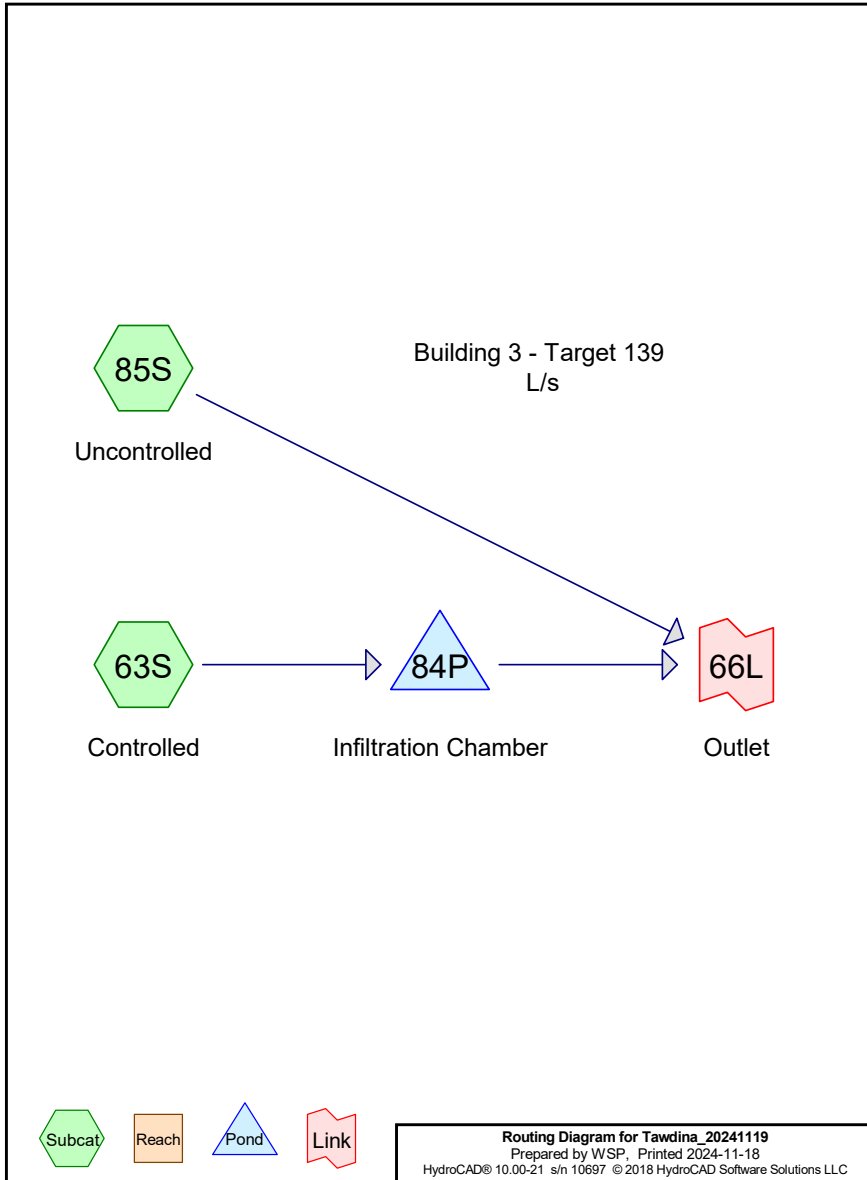 85S
Uncontrolled
Building 3 - Target 139
L/s
63S
Controlled
84P
Infiltration Chamber
66L
Outlet
Subcat
Reach
Pond
Link
Routing Diagram for Tawdina_20241119
Prepared by WSP, Printed 2024-11-18
HydroCAD® 10.00-21 s/n 10697 © 2018 HydroCAD Software Solutions LLC